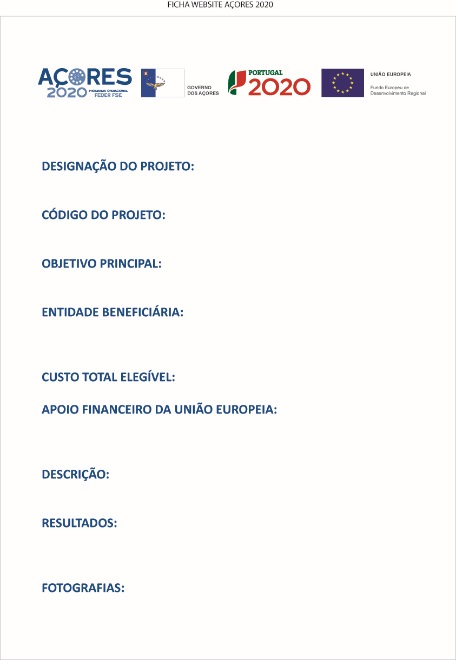 FICHA WEBSITE AÇORES 2020
AÇORES
2020 PROGRAMA OPERACIONAL
FEDER FSE
GOVERNO
DOS AÇORES
PORTUGAL
2020
UNIÃO EUROPEIA
Fundo Europeu de
Desenvolvimento Regional
DESIGNAÇÃO DO PROJETO:
CÓDIGO DO PROJETO:
OBJETIVO PRINCIPAL:
ENTIDADE BENEFICIÁRIA:
CUSTO TOTAL ELEGÍVEL:
APOIO FINANCEIRO DA UNIÃO EUROPEIA:
DESCRIÇÃO:
RESULTADOS:
FOTOGRAFIAS: